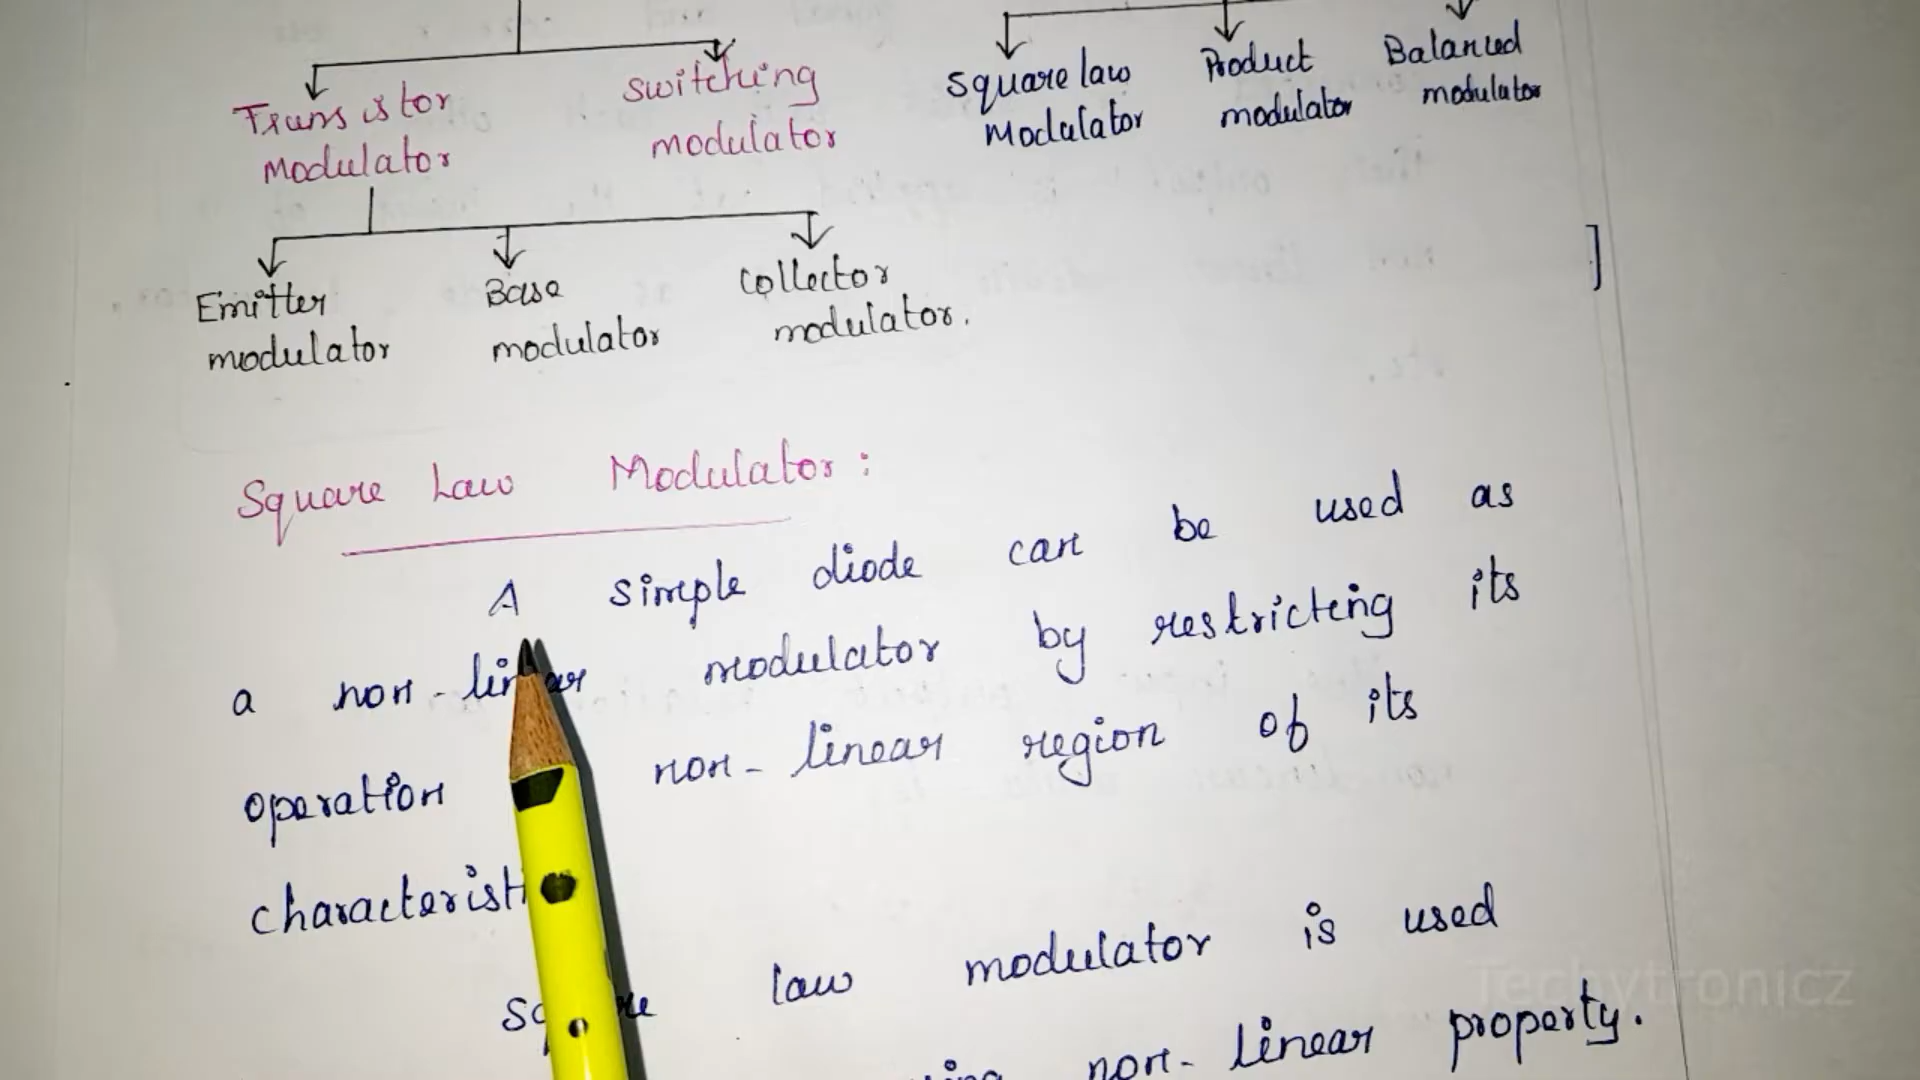 Transistor modulator
Switching modulator
Square law Modulator
Product modulator
Balanced modulator
Emitter modulator
Base modulator
Collector modulator.
]
Square Law Modulator:
A simple diode can be used as
a non-linear modulator by restricting its
operation non-linear region of its
characterist
Square law modulator is used
non-linear property.
Techytronicz